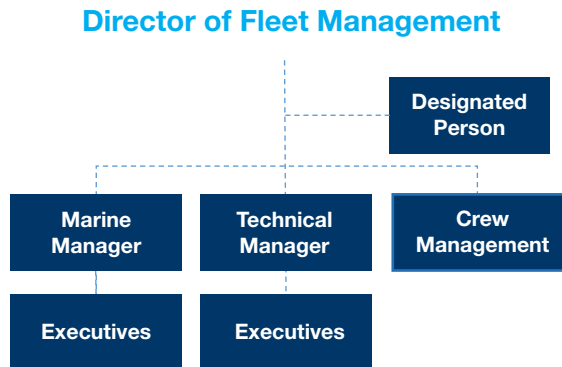 Director of Fleet Management
Designated
Person
Marine
Manager
Technical
Manager
Crew
Management
Executives
Executives